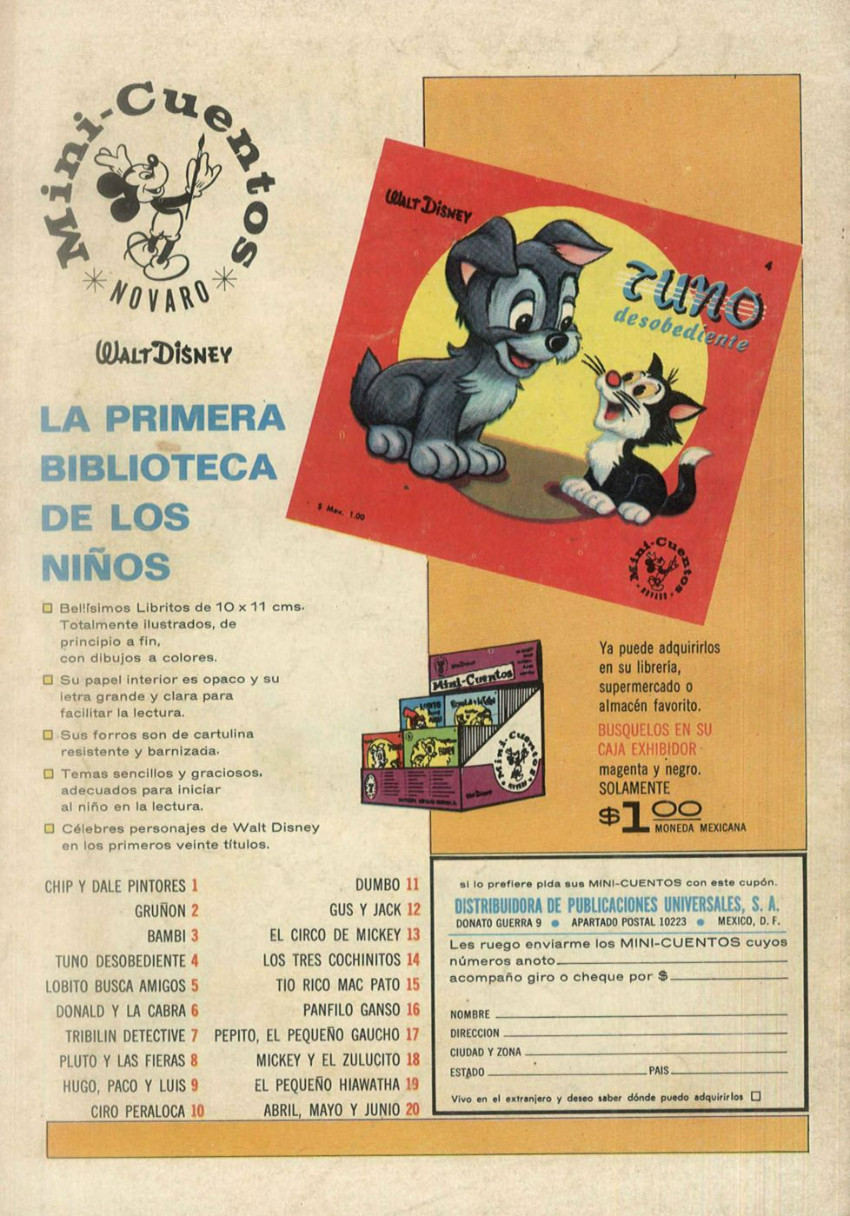 Mini-Cuentos
NOVARO
WALT DISNEY
LA PRIMERA
BIBLIOTECA
DE LOS
NIÑOS
Bellísimos Libritos de 10 x 11 cms.
Totalmente ilustrados, de
principio a fin,
con dibujos a colores.
Su papel interior es opaco y su
letra grande y clara para
facilitar la lectura.
Sus forros son de cartulina
resistente y barnizada.
Temas sencillos y graciosos,
adecuados para iniciar
al niño en la lectura.
Célebres personajes de Walt Disney
en los primeros veinte títulos.
WALT DISNEY
4
TUNO
desobediente
$ Mex. 1.00
Mini-Cuentos
Mini-Cuentos
Mini-Cuentos
Ya puede adquirirlos
en su librería,
supermercado o
almacén favorito.
BUSQUELOS EN SU
CAJA EXHIBIDOR
magenta y negro.
SOLAMENTE
$1.00
MONEDA MEXICANA
CHIP Y DALE PINTORES 1
GRUÑON 2
BAMBI 3
TUNO DESOBEDIENTE 4
LOBITO BUSCA AMIGOS 5
DONALD Y LA CABRA 6
TRIBILIN DETECTIVE 7
PLUTO Y LAS FIERAS 8
HUGO, PACO Y LUIS 9
CIRO PERALOCA 10
DUMBO 11
GUS Y JACK 12
EL CIRCO DE MICKEY 13
LOS TRES COCHINITOS 14
TIO RICO MAC PATO 15
PANFILO GANSO 16
PEPITO, EL PEQUEÑO GAUCHO 17
MICKEY Y EL ZULUCITO 18
EL PEQUEÑO HIAWATHA 19
ABRIL, MAYO Y JUNIO 20
si lo prefiere pida sus MINI-CUENTOS con este cupón.
DISTRIBUIDORA DE PUBLICACIONES UNIVERSALES, S. A.
DONATO GUERRA 9 • APARTADO POSTAL 10223 • MEXICO, D. F.
Les ruego enviarme los MINI-CUENTOS cuyos
números anoto
acompaño giro o cheque por $
NOMBRE
DIRECCION
CIUDAD Y ZONA
ESTADO PAIS
Vivo en el extranjero y deseo saber dónde puedo adquirirlos